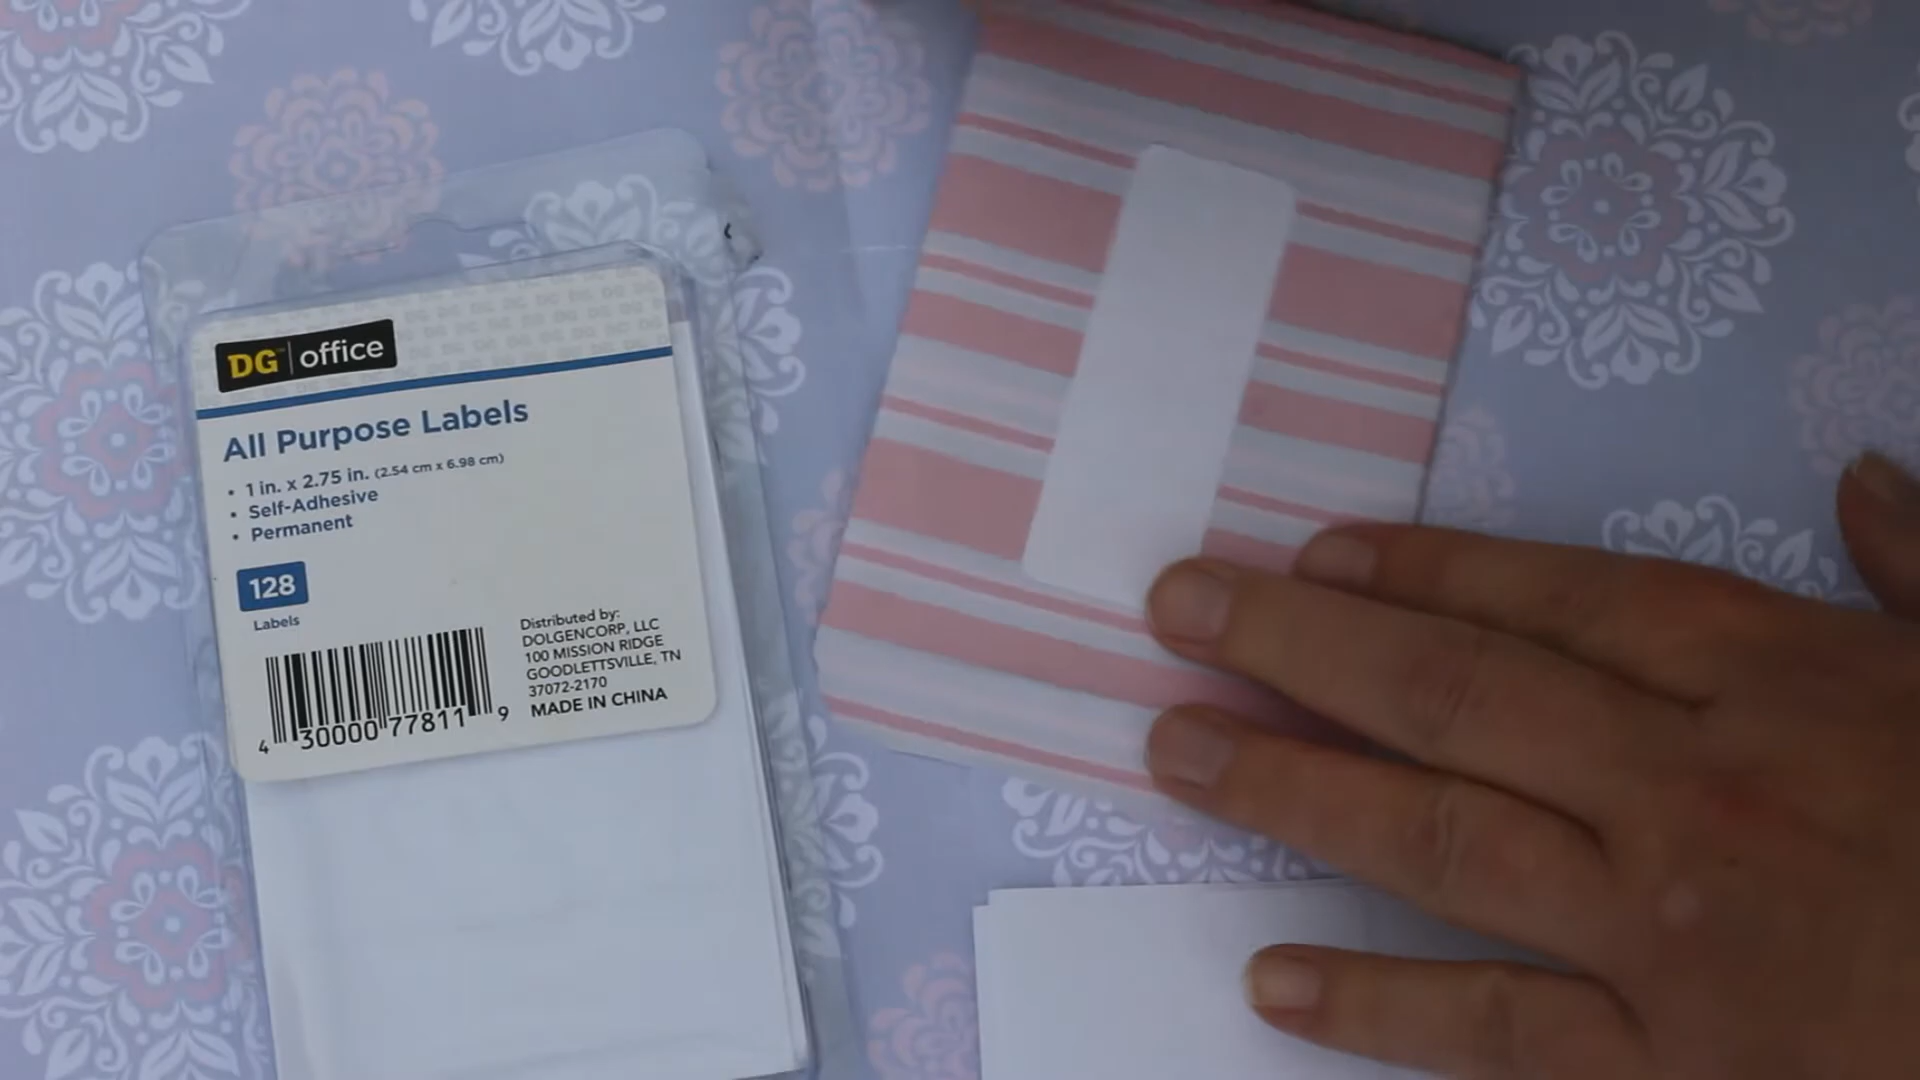 DG™ office
All Purpose Labels
• 1 in. x 2.75 in. (2.54 cm x 6.98 cm)
• Self-Adhesive
• Permanent
128
Labels
Distributed by:
DOLGENCORP, LLC
100 MISSION RIDGE
GOODLETTSVILLE, TN
37072-2170
MADE IN CHINA
4 30000 77811 9